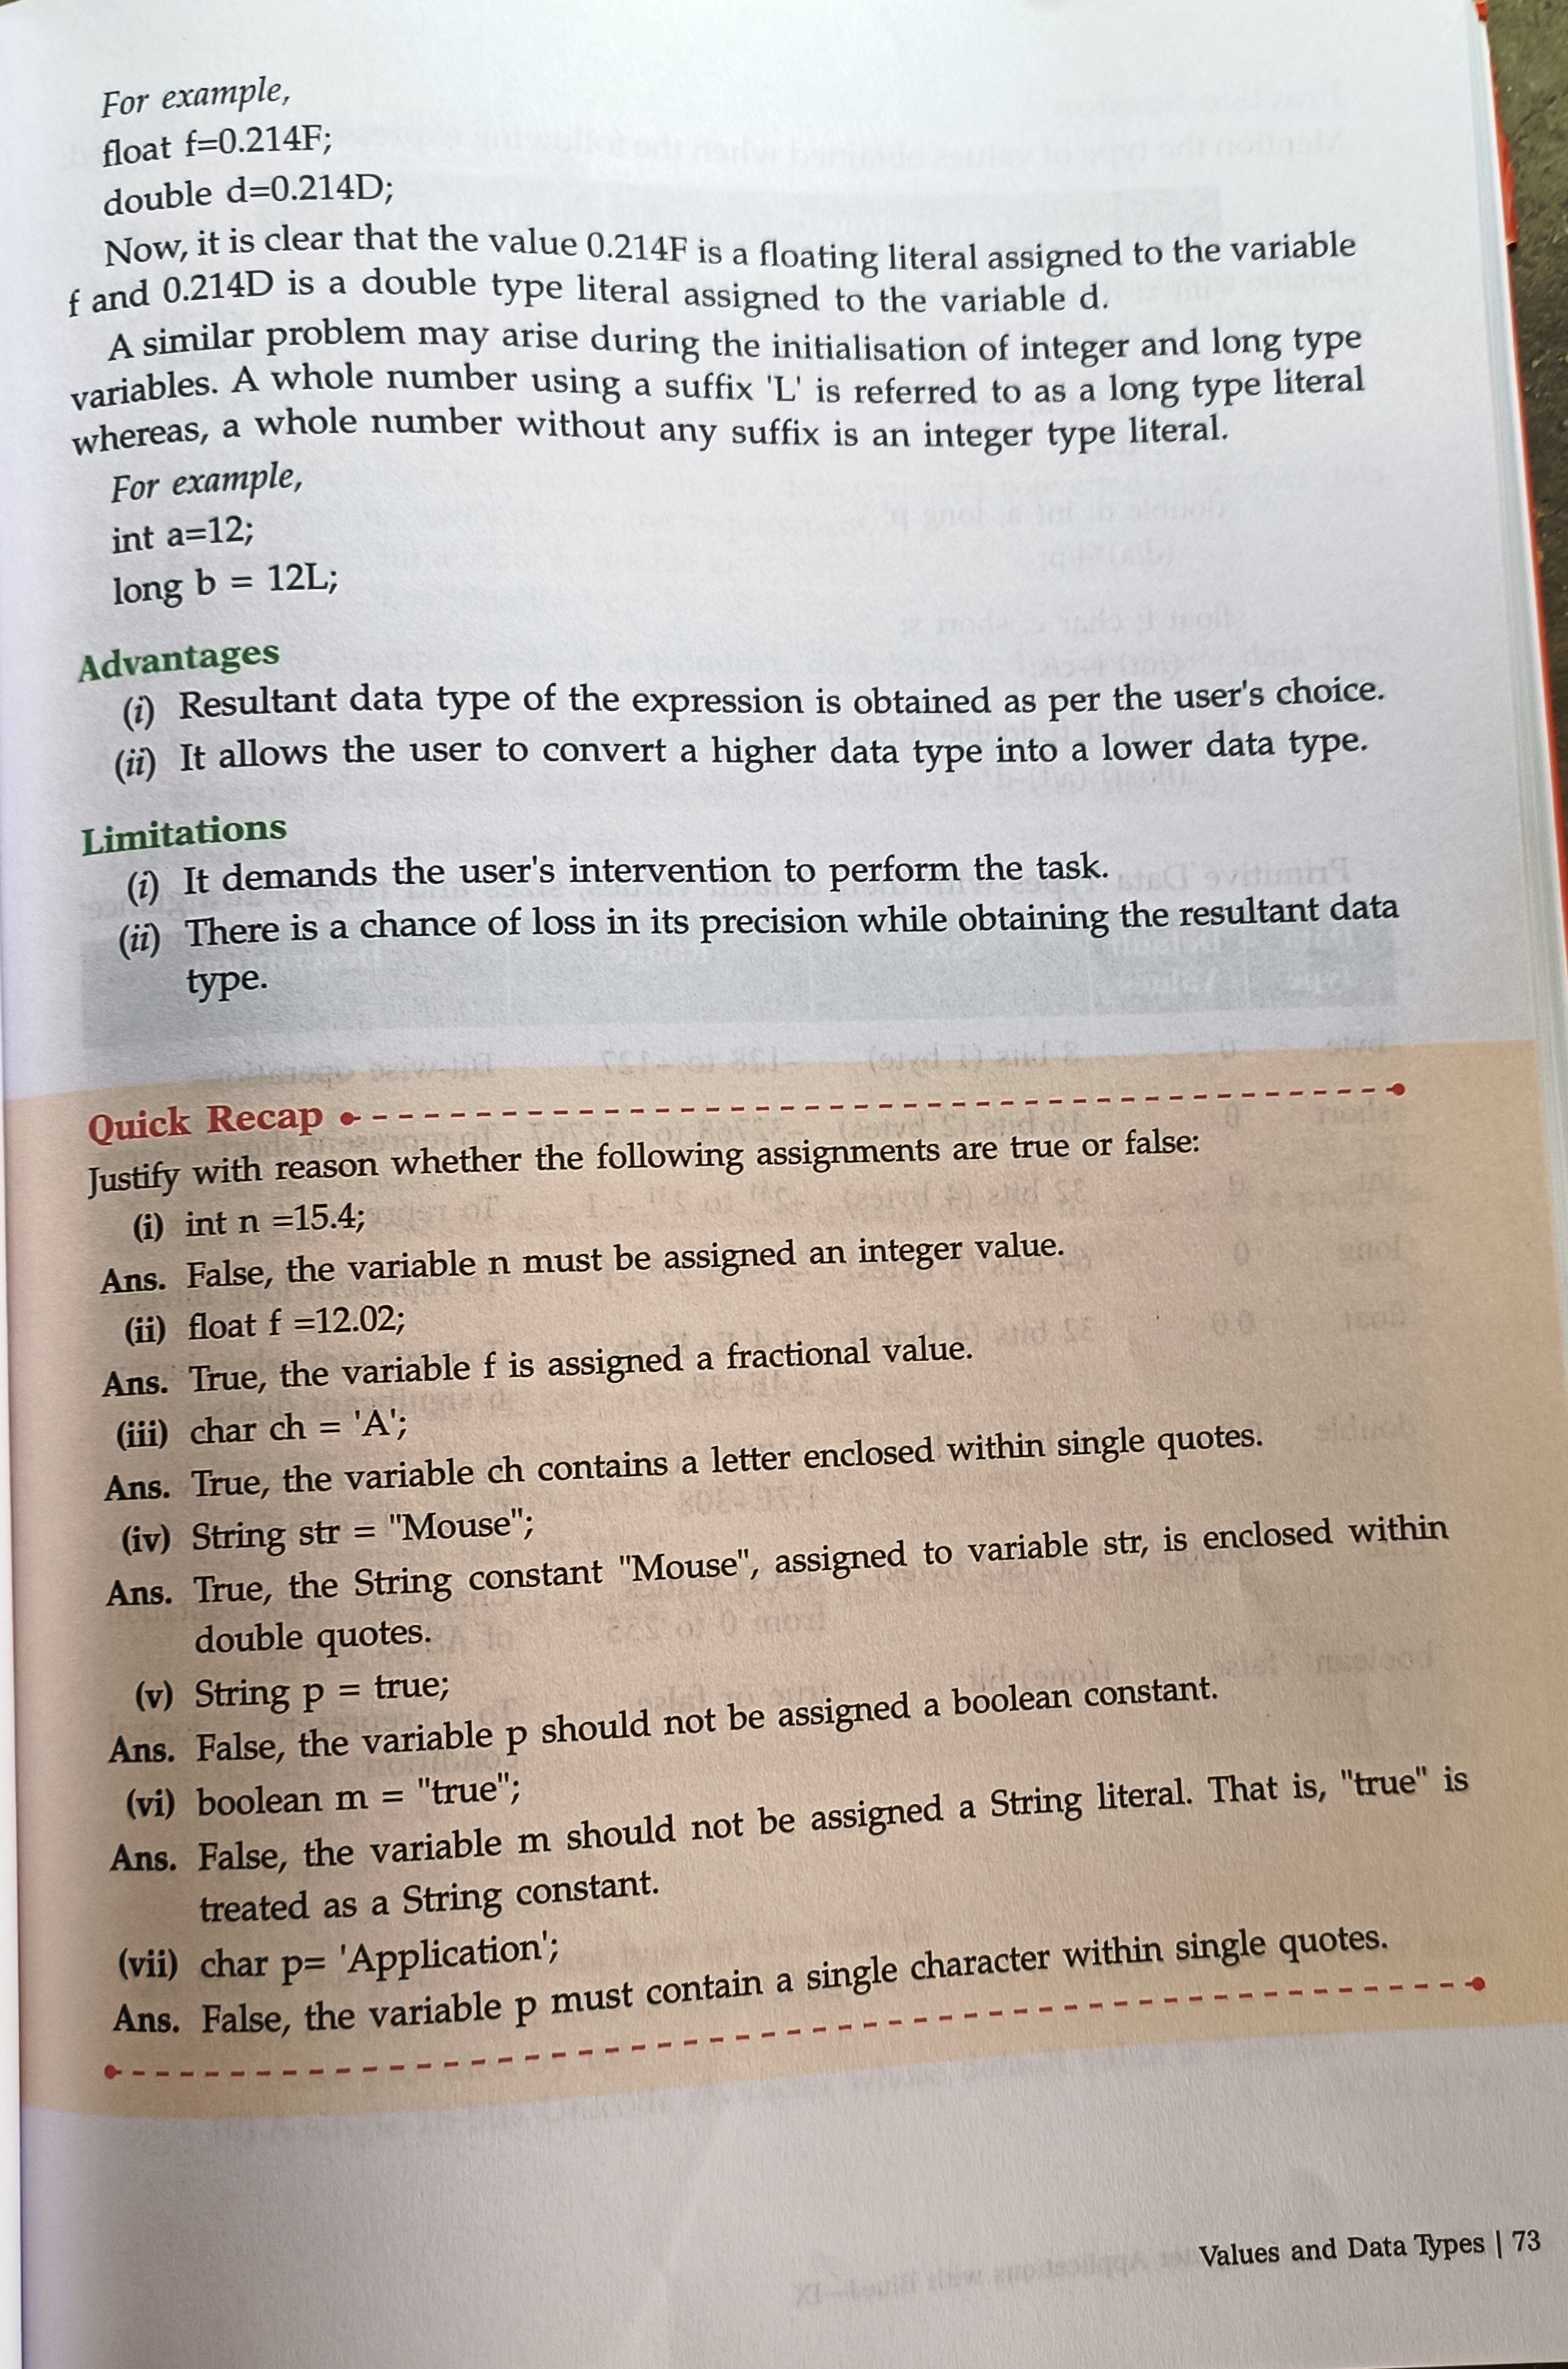 For example,
float f=0.214F;
double d=0.214D;
Now, it is clear that the value 0.214F is a floating literal assigned to the variable
f and 0.214D is a double type literal assigned to the variable d.
A similar problem may arise during the initialisation of integer and long type
variables. A whole number using a suffix 'L' is referred to as a long type literal
whereas, a whole number without any suffix is an integer type literal.
For example,
int a=12;
long b = 12L;
Advantages
(i) Resultant data type of the expression is obtained as per the user's choice.
(ii) It allows the user to convert a higher data type into a lower data type.
Limitations
(i) It demands the user's intervention to perform the task.
(ii) There is a chance of loss in its precision while obtaining the resultant data
type.
Quick Recap
Justify with reason whether the following assignments are true or false:
(i) int n =15.4;
Ans. False, the variable n must be assigned an integer value.
(ii) float f =12.02;
Ans. True, the variable f is assigned a fractional value.
(iii) char ch = 'A';
Ans. True, the variable ch contains a letter enclosed within single quotes.
(iv) String str = "Mouse";
Ans. True, the String constant "Mouse", assigned to variable str, is enclosed within
double quotes.
(v) String p = true;
Ans. False, the variable p should not be assigned a boolean constant.
(vi) boolean m = "true";
Ans. False, the variable m should not be assigned a String literal. That is, "true" is
treated as a String constant.
(vii) char p= 'Application';
Ans. False, the variable p must contain a single character within single quotes.
Values and Data Types | 73